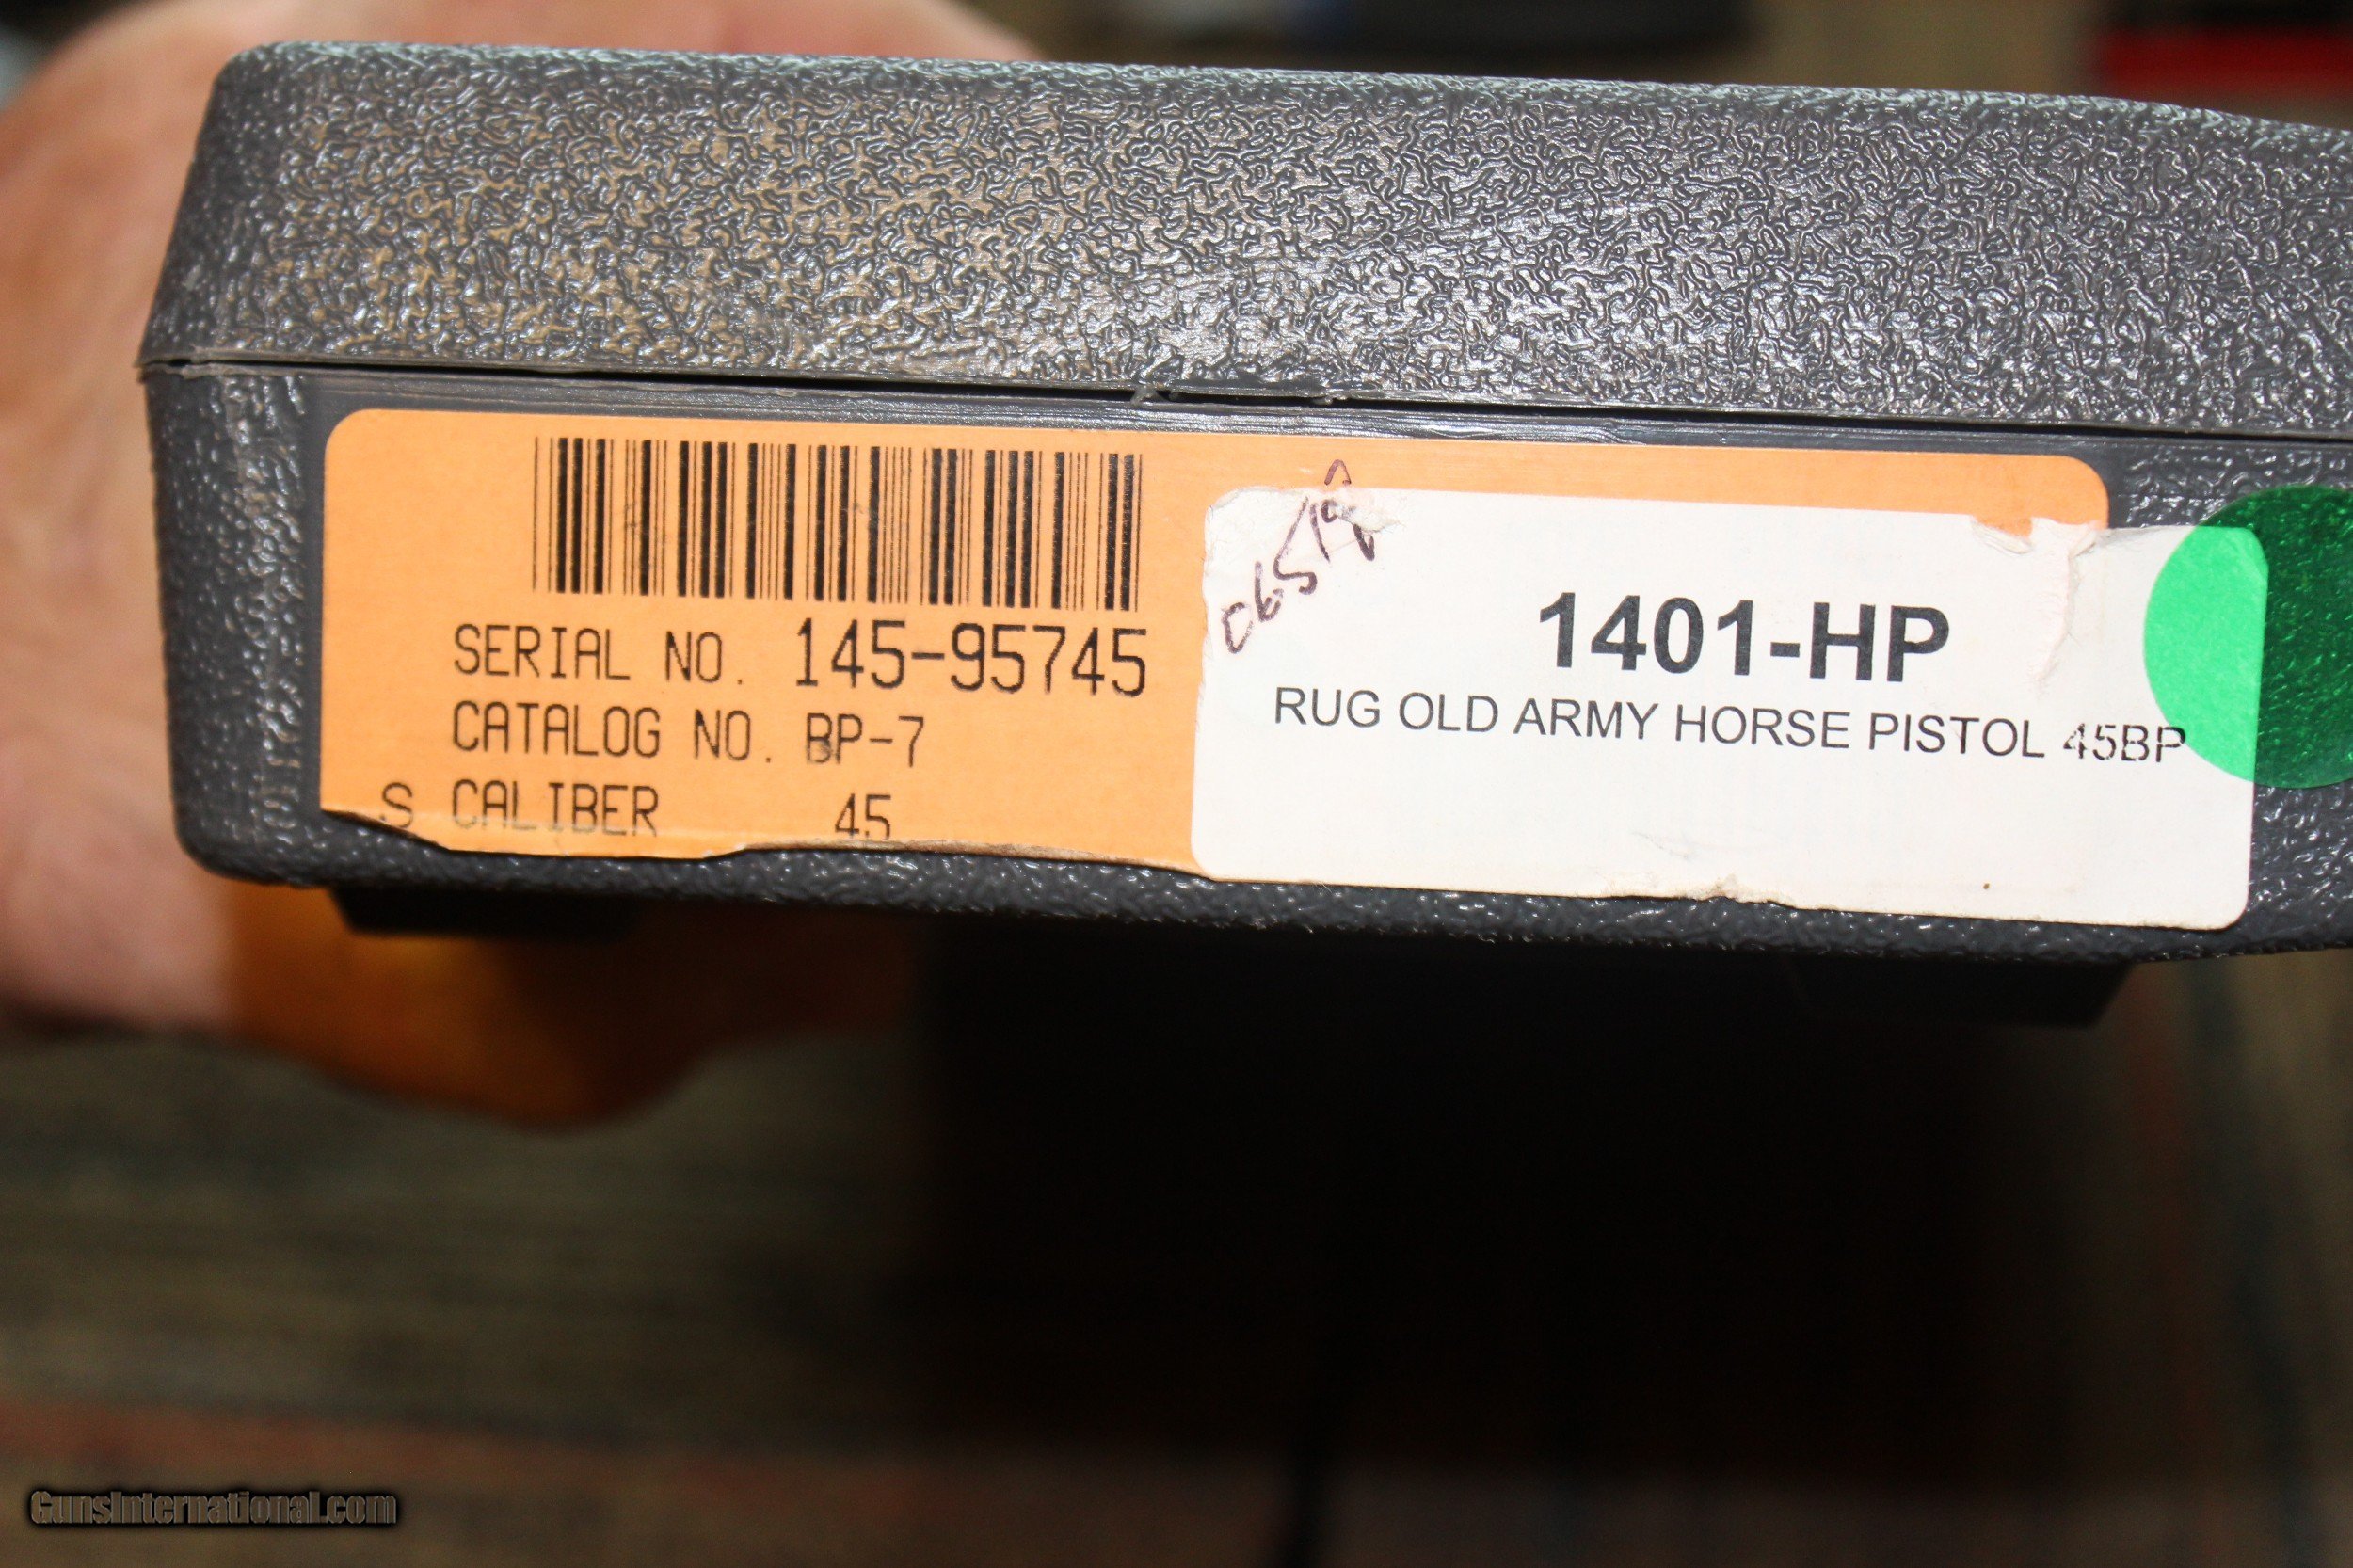 SERIAL NO. 145-95745
CATALOG NO. BP-7
.S CALIBER 45
1401-HP
RUG OLD ARMY HORSE PISTOL 45BP
GunsInternational.com